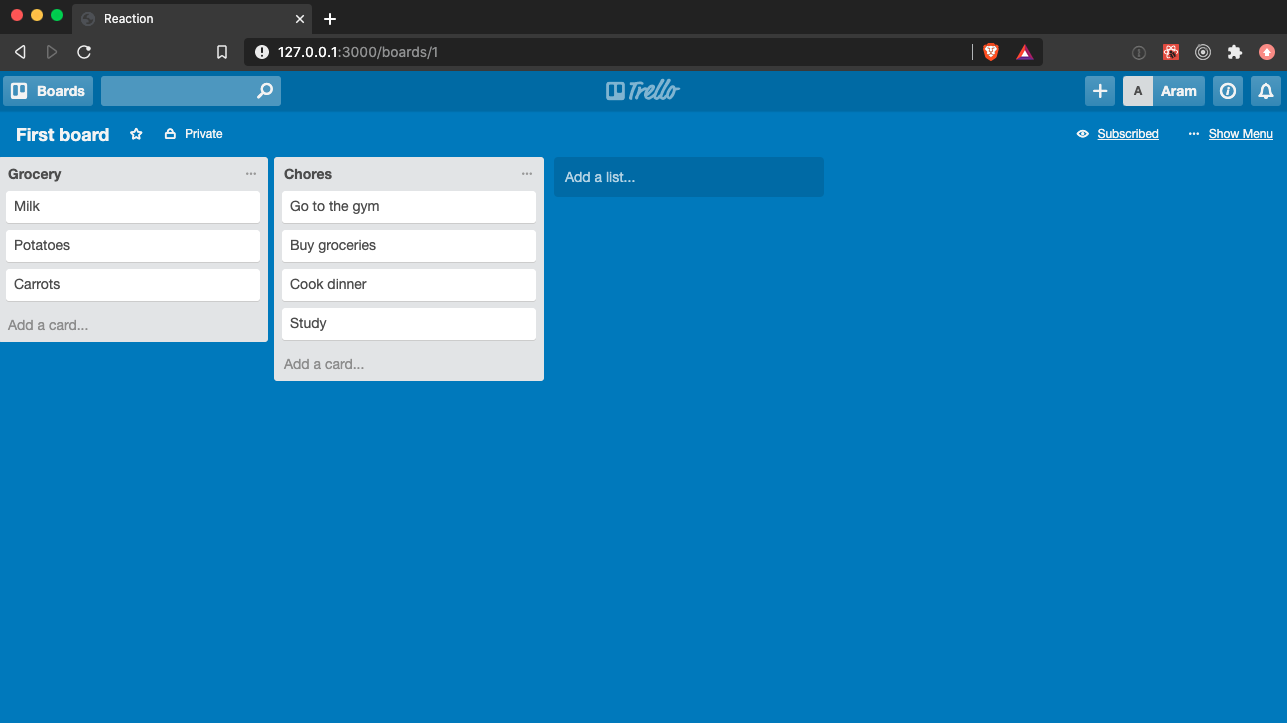 Reaction
127.0.0.1:3000/boards/1
Boards
Trello
A Aram
First board
Private
Subscribed
Show Menu
Grocery
Milk
Potatoes
Carrots
Add a card...
Chores
Go to the gym
Buy groceries
Cook dinner
Study
Add a card...
Add a list...